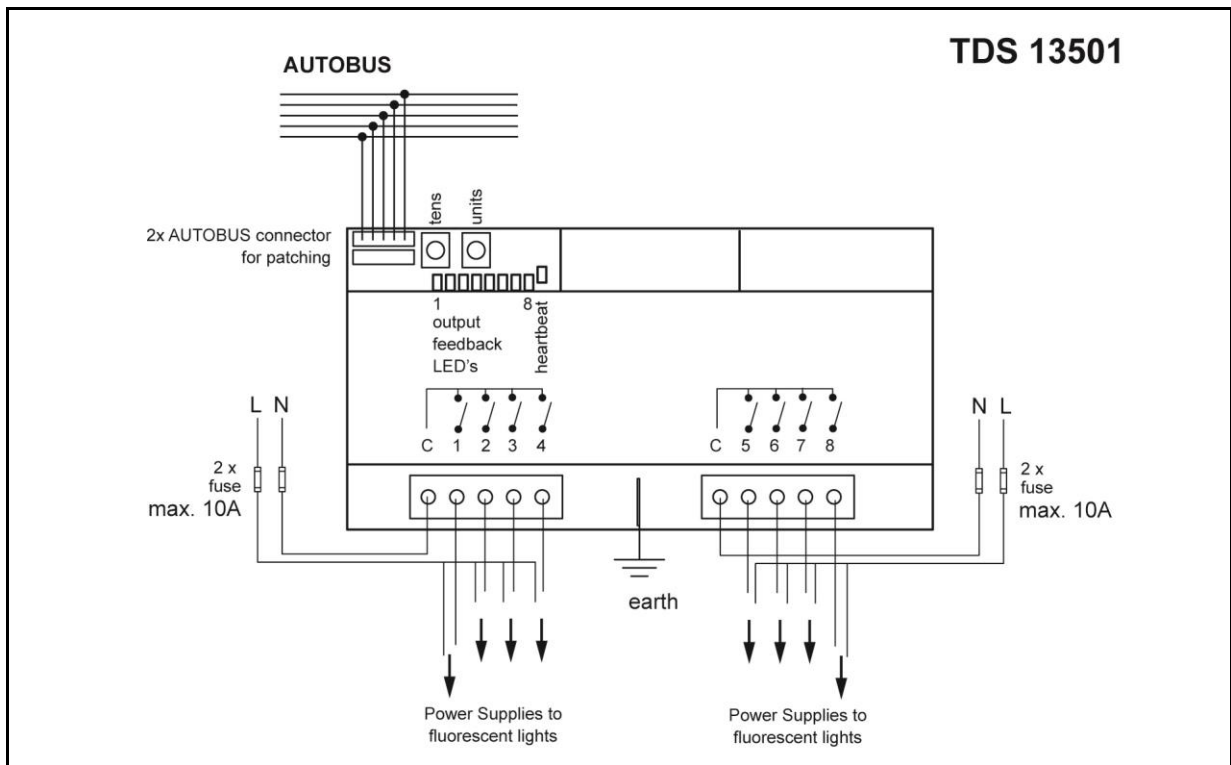 TDS 13501
AUTOBUS
tens
units
2x AUTOBUS connector
for patching
1
8
output
feedback
LED's
heartbeat
L N
N L
C 1 2 3 4
C 5 6 7 8
2 x
fuse
max. 10A
2 x
fuse
max. 10A
earth
Power Supplies to
fluorescent lights
Power Supplies to
fluorescent lights